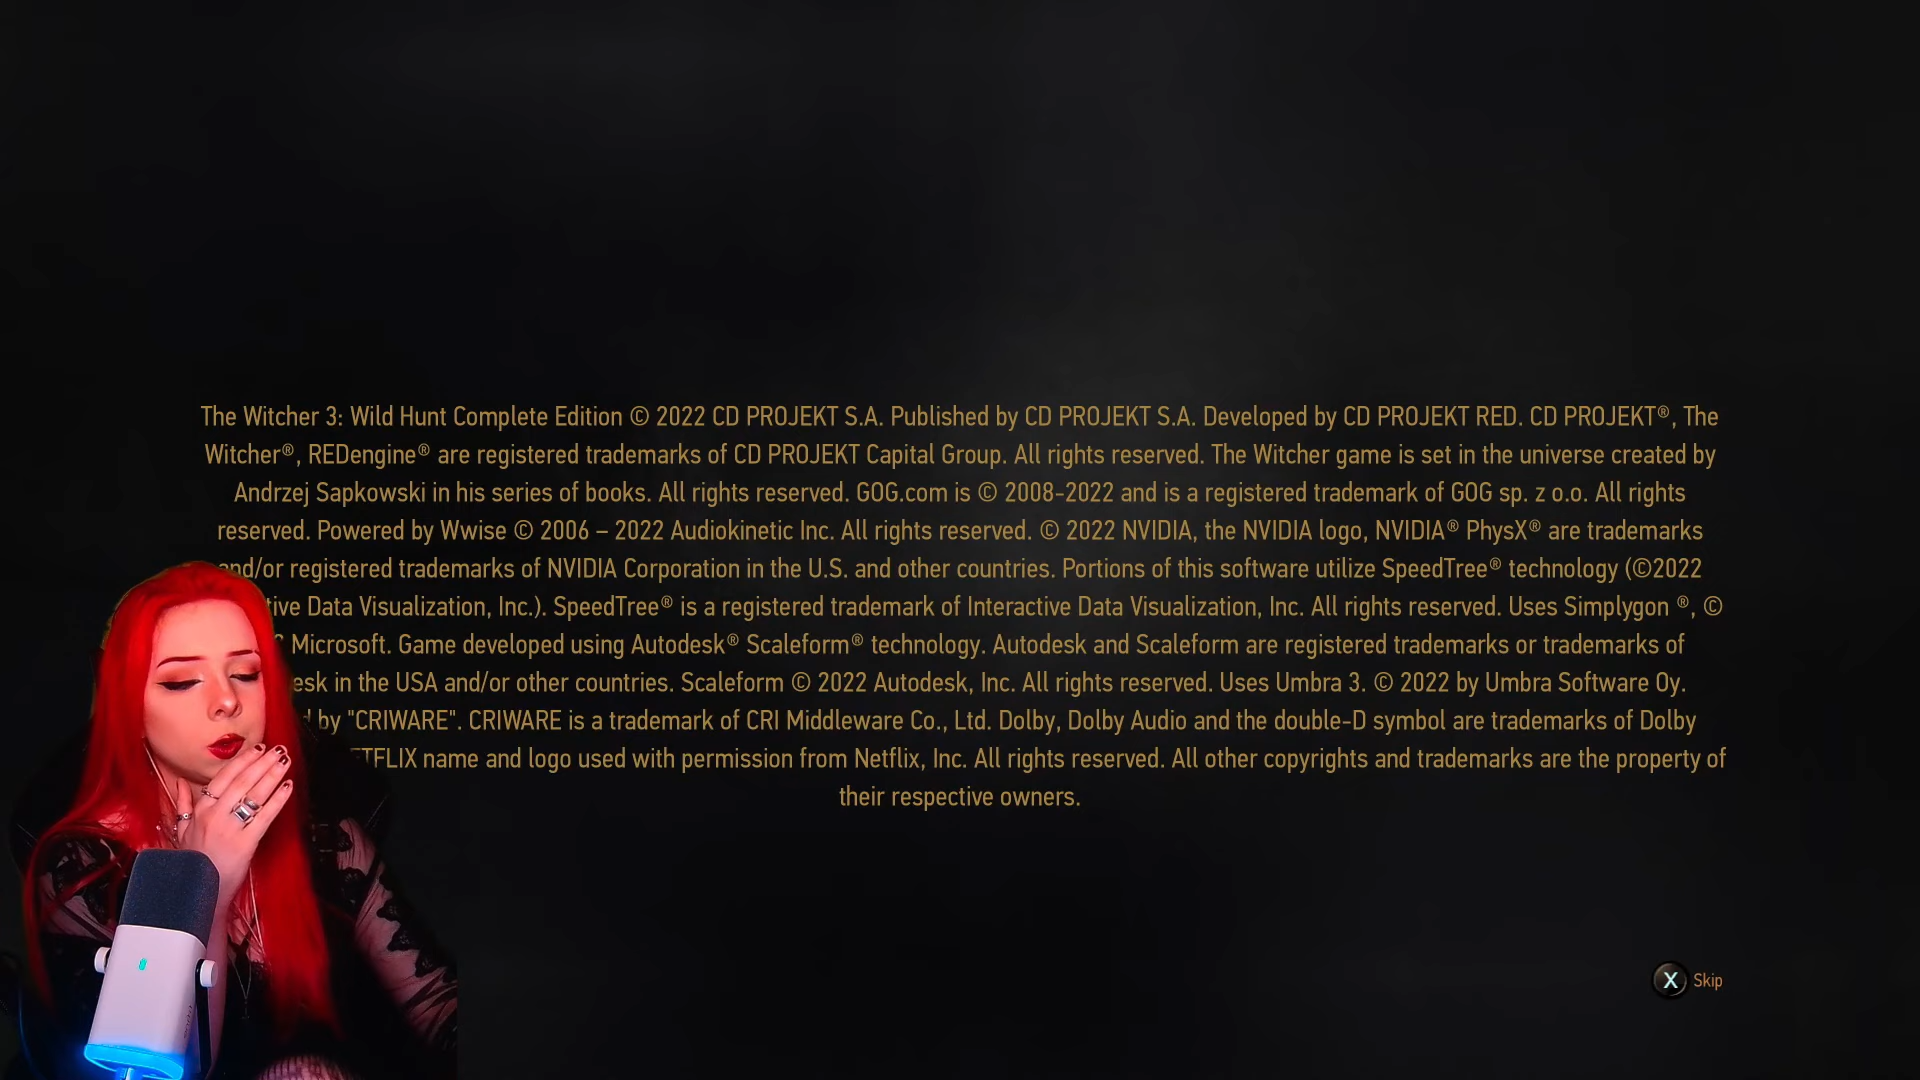 The Witcher 3: Wild Hunt Complete Edition © 2022 CD PROJEKT S.A. Published by CD PROJEKT S.A. Developed by CD PROJEKT RED. CD PROJEKT®, The
Witcher®, REDengine® are registered trademarks of CD PROJEKT Capital Group. All rights reserved. The Witcher game is set in the universe created by
Andrzej Sapkowski in his series of books. All rights reserved. GOG.com is © 2008-2022 and is a registered trademark of GOG sp. z o.o. All rights
reserved. Powered by Wwise © 2006 – 2022 Audiokinetic Inc. All rights reserved. © 2022 NVIDIA, the NVIDIA logo, NVIDIA® PhysX® are trademarks
and/or registered trademarks of NVIDIA Corporation in the U.S. and other countries. Portions of this software utilize SpeedTree® technology (©2022
Data Visualization, Inc.). SpeedTree® is a registered trademark of Interactive Data Visualization, Inc. All rights reserved. Uses Simplygon ®, ©
Microsoft. Game developed using Autodesk® Scaleform® technology. Autodesk and Scaleform are registered trademarks or trademarks of
in the USA and/or other countries. Scaleform © 2022 Autodesk, Inc. All rights reserved. Uses Umbra 3. © 2022 by Umbra Software Oy.
by "CRIWARE". CRIWARE is a trademark of CRI Middleware Co., Ltd. Dolby, Dolby Audio and the double-D symbol are trademarks of Dolby
name and logo used with permission from Netflix, Inc. All rights reserved. All other copyrights and trademarks are the property of
their respective owners.
X Skip